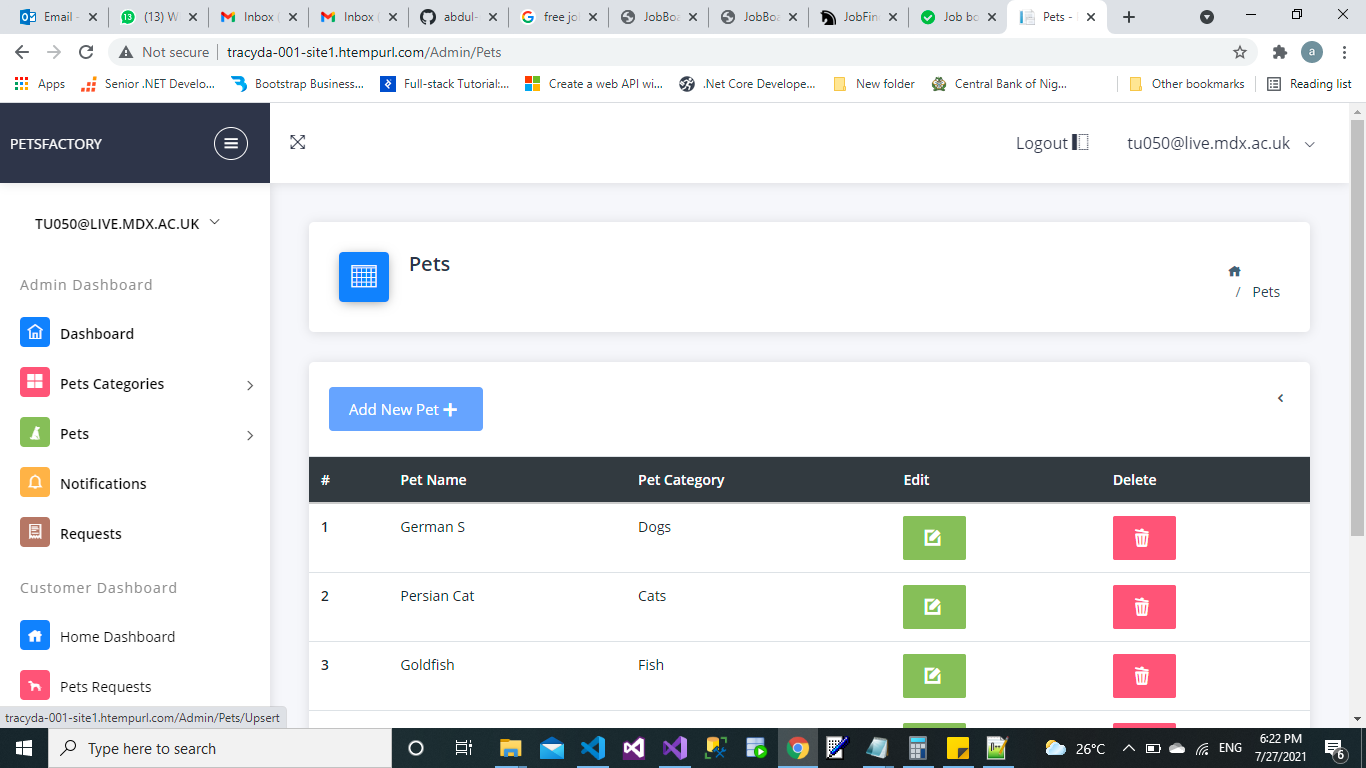 Email -
(13) W
Inbox (
Inbox (
abdul-
free jo
JobBoa
JobBoa
JobFin
Job bo
Pets -
Not secure
tracyda-001-site1.htempurl.com/Admin/Pets
a
Apps
Senior .NET Develo...
Bootstrap Business...
Full-stack Tutorial:...
Create a web API wi...
.Net Core Develope...
New folder
Central Bank of Nig...
Other bookmarks
Reading list
PETSFACTORY
Logout
tu050@live.mdx.ac.uk
TU050@LIVE.MDX.AC.UK
Admin Dashboard
Dashboard
Pets Categories
Pets
Notifications
Requests
Customer Dashboard
Home Dashboard
Pets Requests
Pets
/ Pets
Add New Pet
# Pet Name Pet Category Edit Delete
1 German S Dogs
2 Persian Cat Cats
3 Goldfish Fish
tracyda-001-site1.htempurl.com/Admin/Pets/Upsert
Type here to search
26°C
ENG
6:22 PM
7/27/2021
6